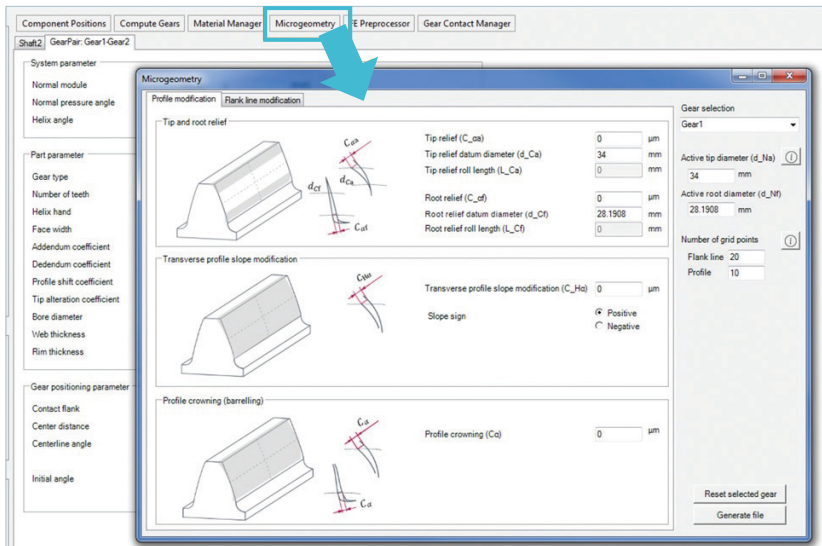 Component Positions Compute Gears Material Manager Microgeometry FE Preprocessor Gear Contact Manager
Shaft2 GearPair: Gear1-Gear2
System parameter
Normal module
Normal pressure angle
Helix angle
Part parameter
Gear type
Number of teeth
Helix hand
Face width
Addendum coefficient
Dedendum coefficient
Profile shift coefficient
Tip alteration coefficient
Bore diameter
Web thickness
Rim thickness
Gear positioning parameter
Contact flank
Center distance
Centerline angle
Initial angle
Microgeometry
Profile modification Flank line modification
Tip and root relief
Cαa
dCa
dCf
Cαf
Tip relief (C_αa) 0 µm
Tip relief datum diameter (d_Ca) 34 mm
Tip relief roll length (L_Ca) 0 mm
Root relief (C_αf) 0 µm
Root relief datum diameter (d_Cf) 28.1908 mm
Root relief roll length (L_Cf) 0 mm
Transverse profile slope modification
CHα
Transverse profile slope modification (C_Hα) 0 µm
Slope sign Positive
Negative
Profile crowning (barrelling)
Cα
Cα
Profile crowning (Cα) 0 µm
Gear selection
Gear1
Active tip diameter (d_Na)
34 mm
Active root diameter (d_Nf)
28.1908 mm
Number of grid points
Flank line 20
Profile 10
Reset selected gear
Generate file